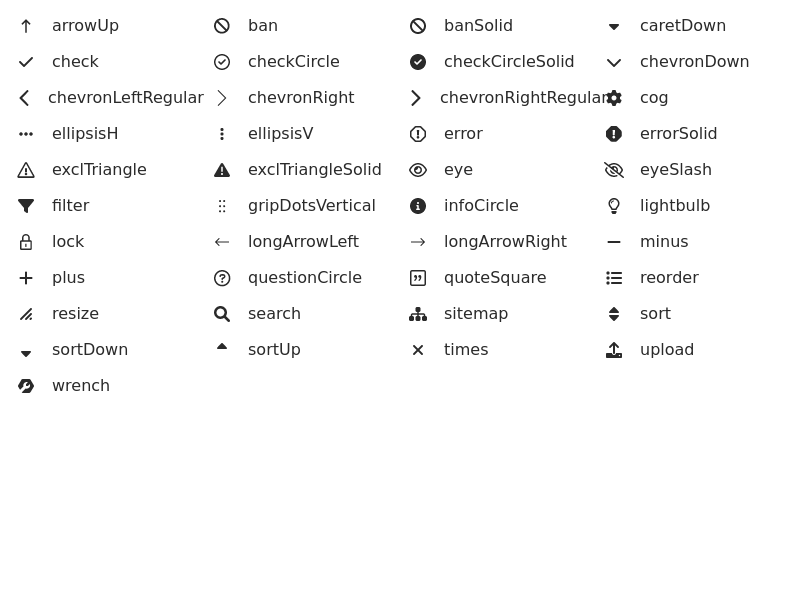 arrowUp ban banSolid caretDown
check checkCircle checkCircleSolid chevronDown
chevronLeftRegular chevronRight chevronRightRegular cog
ellipsisH ellipsisV error errorSolid
exclTriangle exclTriangleSolid eye eyeSlash
filter gripDotsVertical infoCircle lightbulb
lock longArrowLeft longArrowRight minus
plus questionCircle quoteSquare reorder
resize search sitemap sort
sortDown sortUp times upload
wrench